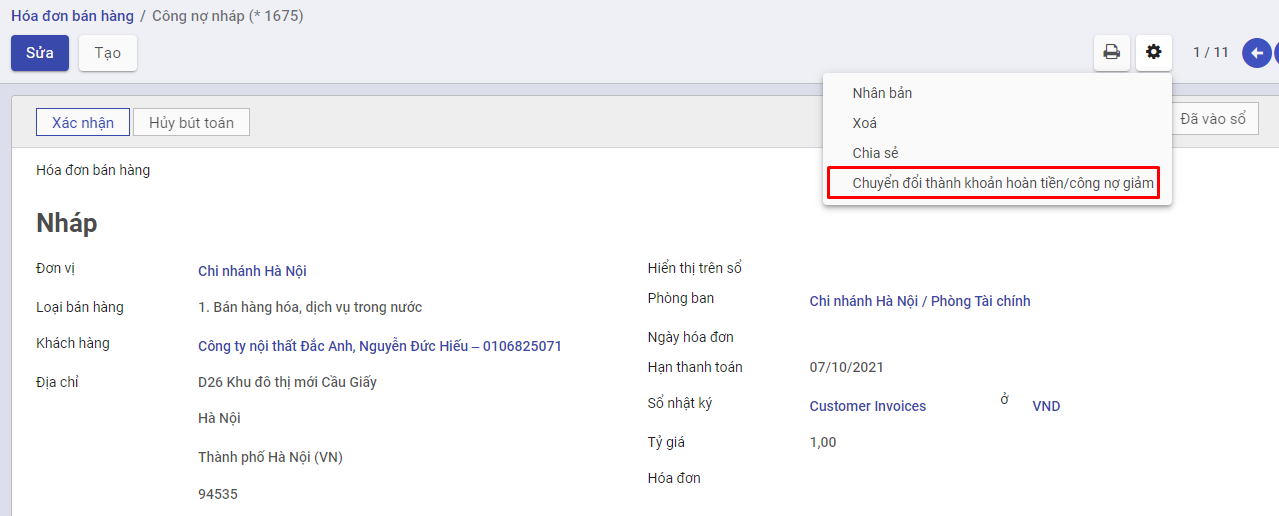 Hóa đơn bán hàng / Công nợ nháp (* 1675)
Sửa Tạo 1 / 11
Nhân bản
Xoá
Chia sẻ
Chuyển đổi thành khoản hoàn tiền/công nợ giảm
Xác nhận Hủy bút toán Đã vào sổ
Hóa đơn bán hàng
Nháp
Đơn vị Chi nhánh Hà Nội
Loại bán hàng 1. Bán hàng hóa, dịch vụ trong nước
Khách hàng Công ty nội thất Đắc Anh, Nguyễn Đức Hiếu – 0106825071
Địa chỉ D26 Khu đô thị mới Cầu Giấy
Hà Nội
Thành phố Hà Nội (VN)
94535
Hiển thị trên sổ
Phòng ban Chi nhánh Hà Nội / Phòng Tài chính
Ngày hóa đơn
Hạn thanh toán 07/10/2021
Sổ nhật ký Customer Invoices ở VND
Tỷ giá 1,00
Hóa đơn